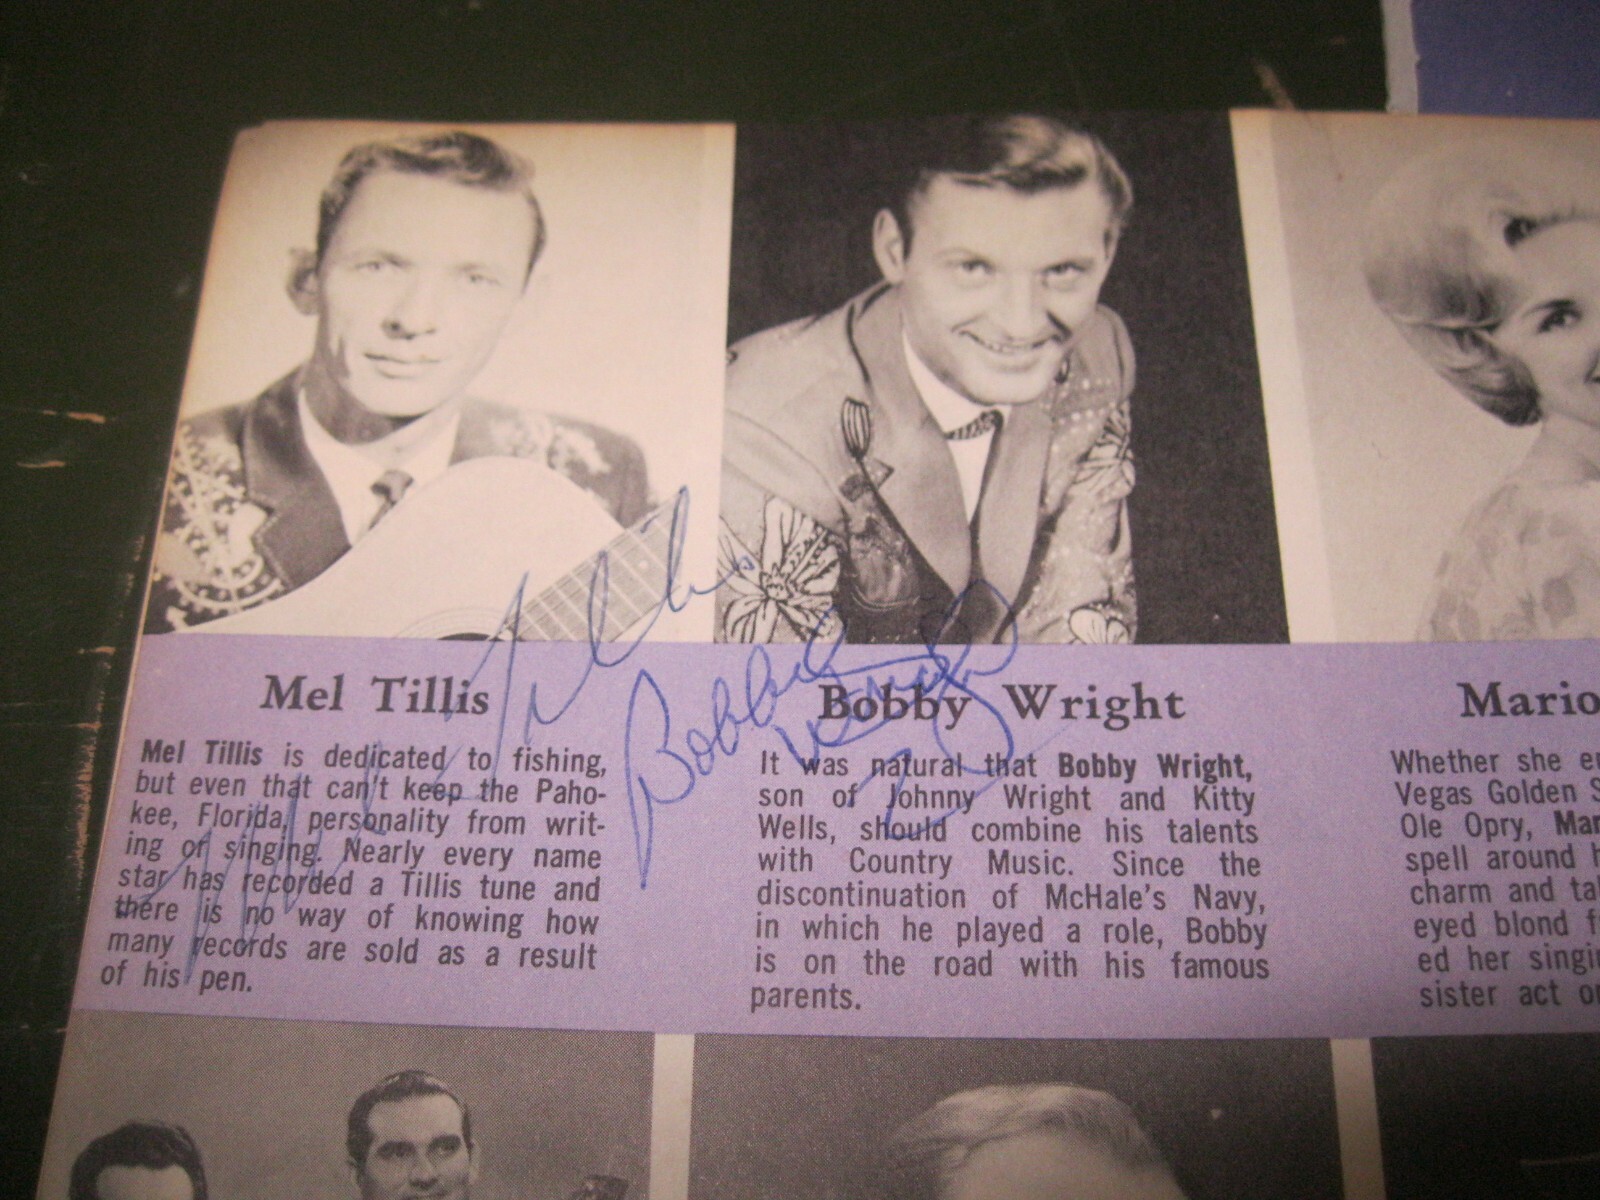 Mel Tillis
Mel Tillis is dedicated to fishing,
but even that can't keep the Paho-
kee, Florida, personality from writ-
ing or singing. Nearly every name
star has recorded a Tillis tune and
there is no way of knowing how
many records are sold as a result
of his pen.
Mel Tillis
Bobby Wright
It was natural that Bobby Wright,
son of Johnny Wright and Kitty
Wells, should combine his talents
with Country Music. Since the
discontinuation of McHale's Navy,
in which he played a role, Bobby
is on the road with his famous
parents.
Bobby
Mario
Whether she
Vegas Golden
Ole Opry,
spell around
charm and
eyed blond
ed her
sister act